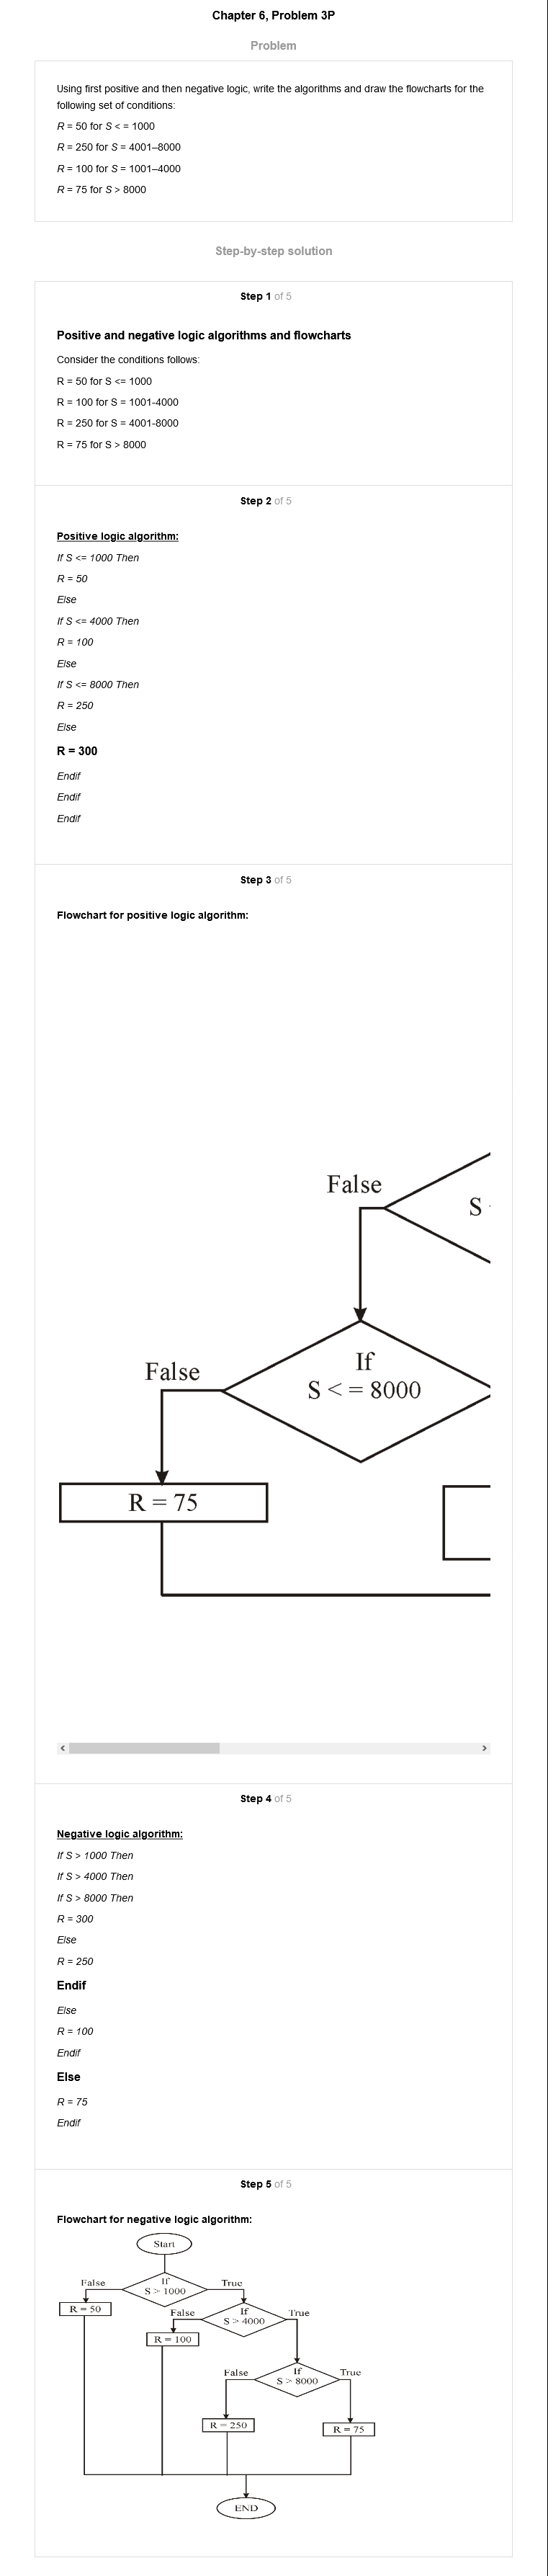 Chapter 6, Problem 3P
Problem
Using first positive and then negative logic, write the algorithms and draw the flowcharts for the
following set of conditions:
R = 50 for S < = 1000
R = 250 for S = 4001–8000
R = 100 for S = 1001–4000
R = 75 for S > 8000
Step-by-step solution
Step 1 of 5
Positive and negative logic algorithms and flowcharts
Consider the conditions follows:
R = 50 for S <= 1000
R = 100 for S = 1001-4000
R = 250 for S = 4001-8000
R = 75 for S > 8000
Step 2 of 5
Positive logic algorithm:
If S <= 1000 Then
R = 50
Else
If S <= 4000 Then
R = 100
Else
If S <= 8000 Then
R = 250
Else
R = 300
Endif
Endif
Endif
Step 3 of 5
Flowchart for positive logic algorithm:
False
S
If
S < = 8000
False
R = 75
Step 4 of 5
Negative logic algorithm:
If S > 1000 Then
If S > 4000 Then
If S > 8000 Then
R = 300
Else
R = 250
Endif
Else
R = 100
Endif
Else
R = 75
Endif
Step 5 of 5
Flowchart for negative logic algorithm:
Start
False
If
S > 1000
True
R = 50
False
If
S > 4000
True
R = 100
False
If
S > 8000
True
R = 250
R = 75
END